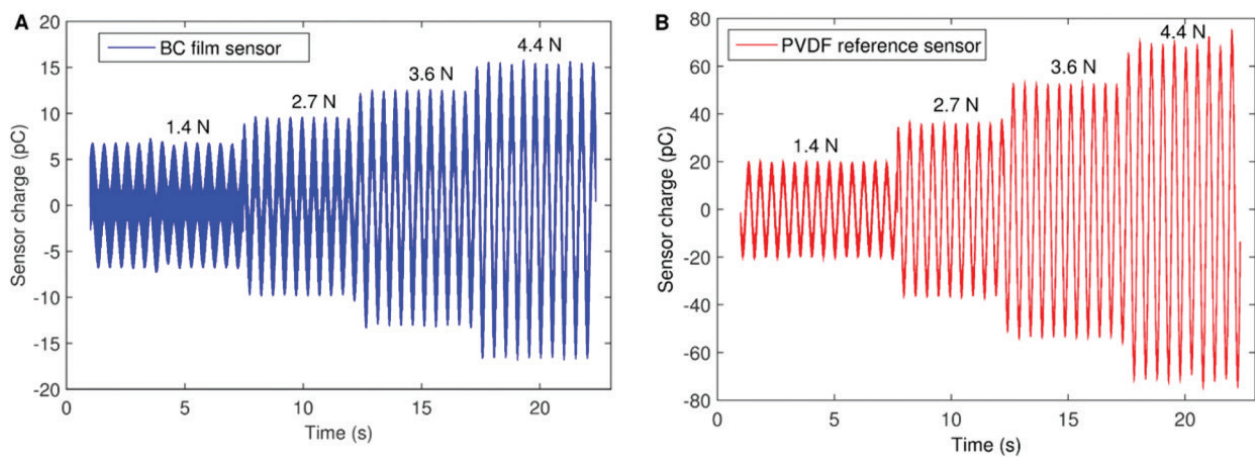 A
BC film sensor
1.4 N
2.7 N
3.6 N
4.4 N
20
15
10
5
0
-5
-10
-15
-20
Sensor charge (pC)
0
5
10
15
20
Time (s)
B
PVDF reference sensor
1.4 N
2.7 N
3.6 N
4.4 N
80
60
40
20
0
-20
-40
-60
-80
Sensor charge (pC)
0
5
10
15
20
Time (s)